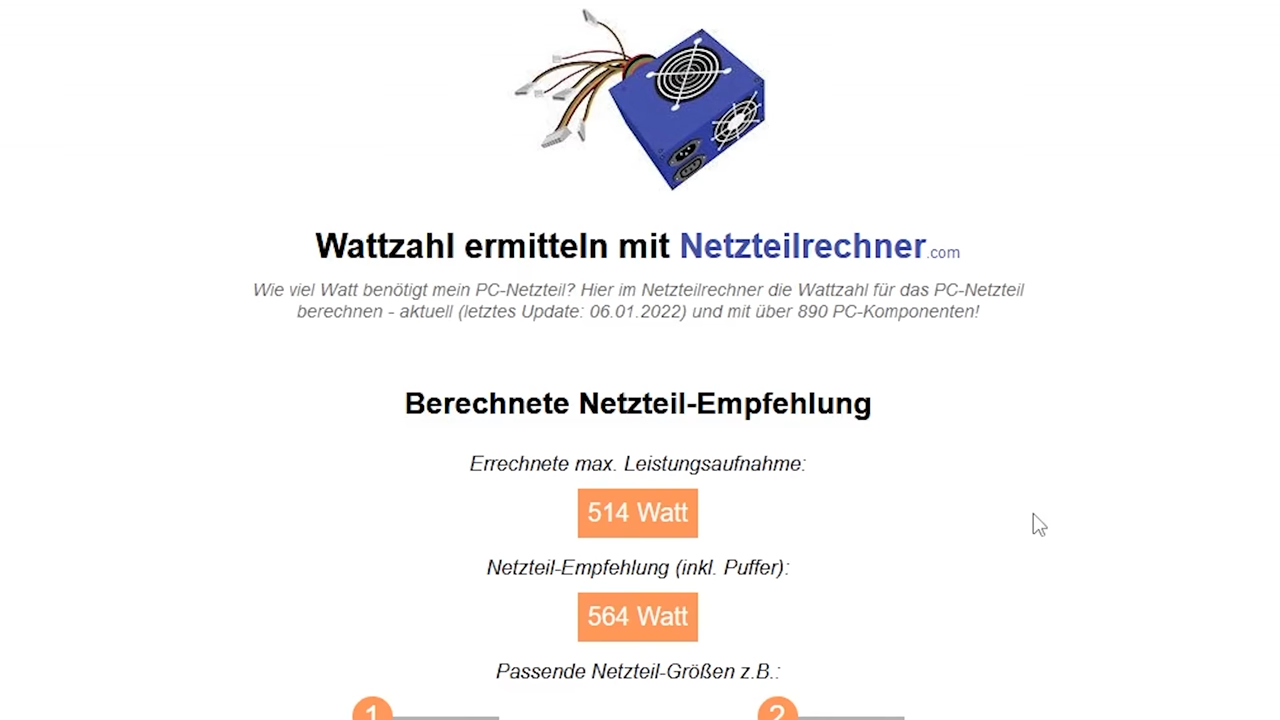 Wattzahl ermitteln mit Netzteilrechner.com
Wie viel Watt benötigt mein PC-Netzteil? Hier im Netzteilrechner die Wattzahl für das PC-Netzteil
berechnen - aktuell (letztes Update: 06.01.2022) und mit über 890 PC-Komponenten!
Berechnete Netzteil-Empfehlung
Errechnete max. Leistungsaufnahme:
514 Watt
Netzteil-Empfehlung (inkl. Puffer):
564 Watt
Passende Netzteil-Größen z.B.:
1 2